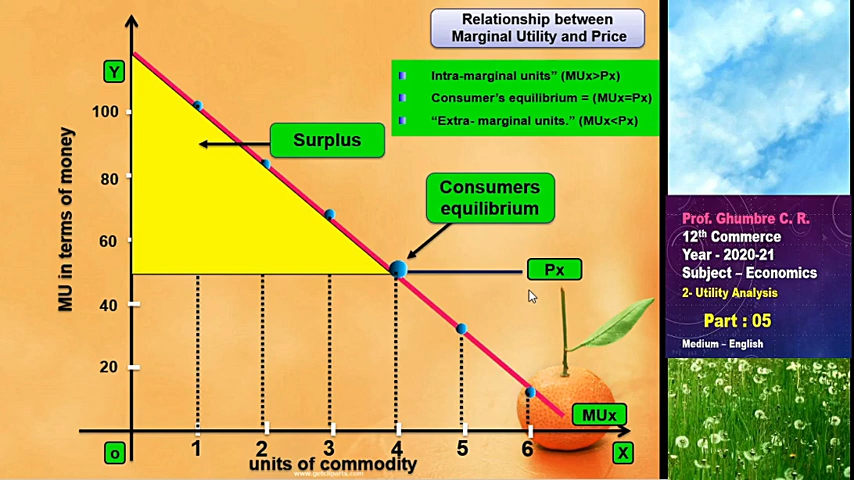 Relationship between
Marginal Utility and Price
Intra-marginal units” (MUx>Px)
Consumer’s equilibrium = (MUx=Px)
“Extra- marginal units.” (MUx<Px)
Y
100
80
60
40
20
MU in terms of money
Surplus
Consumers
equilibrium
Px
MUx
o
1
2
3
4
5
6
X
units of commodity
Prof. Ghumbre C. R.
12th Commerce
Year - 2020-21
Subject – Economics
2- Utility Analysis
Part : 05
Medium – English